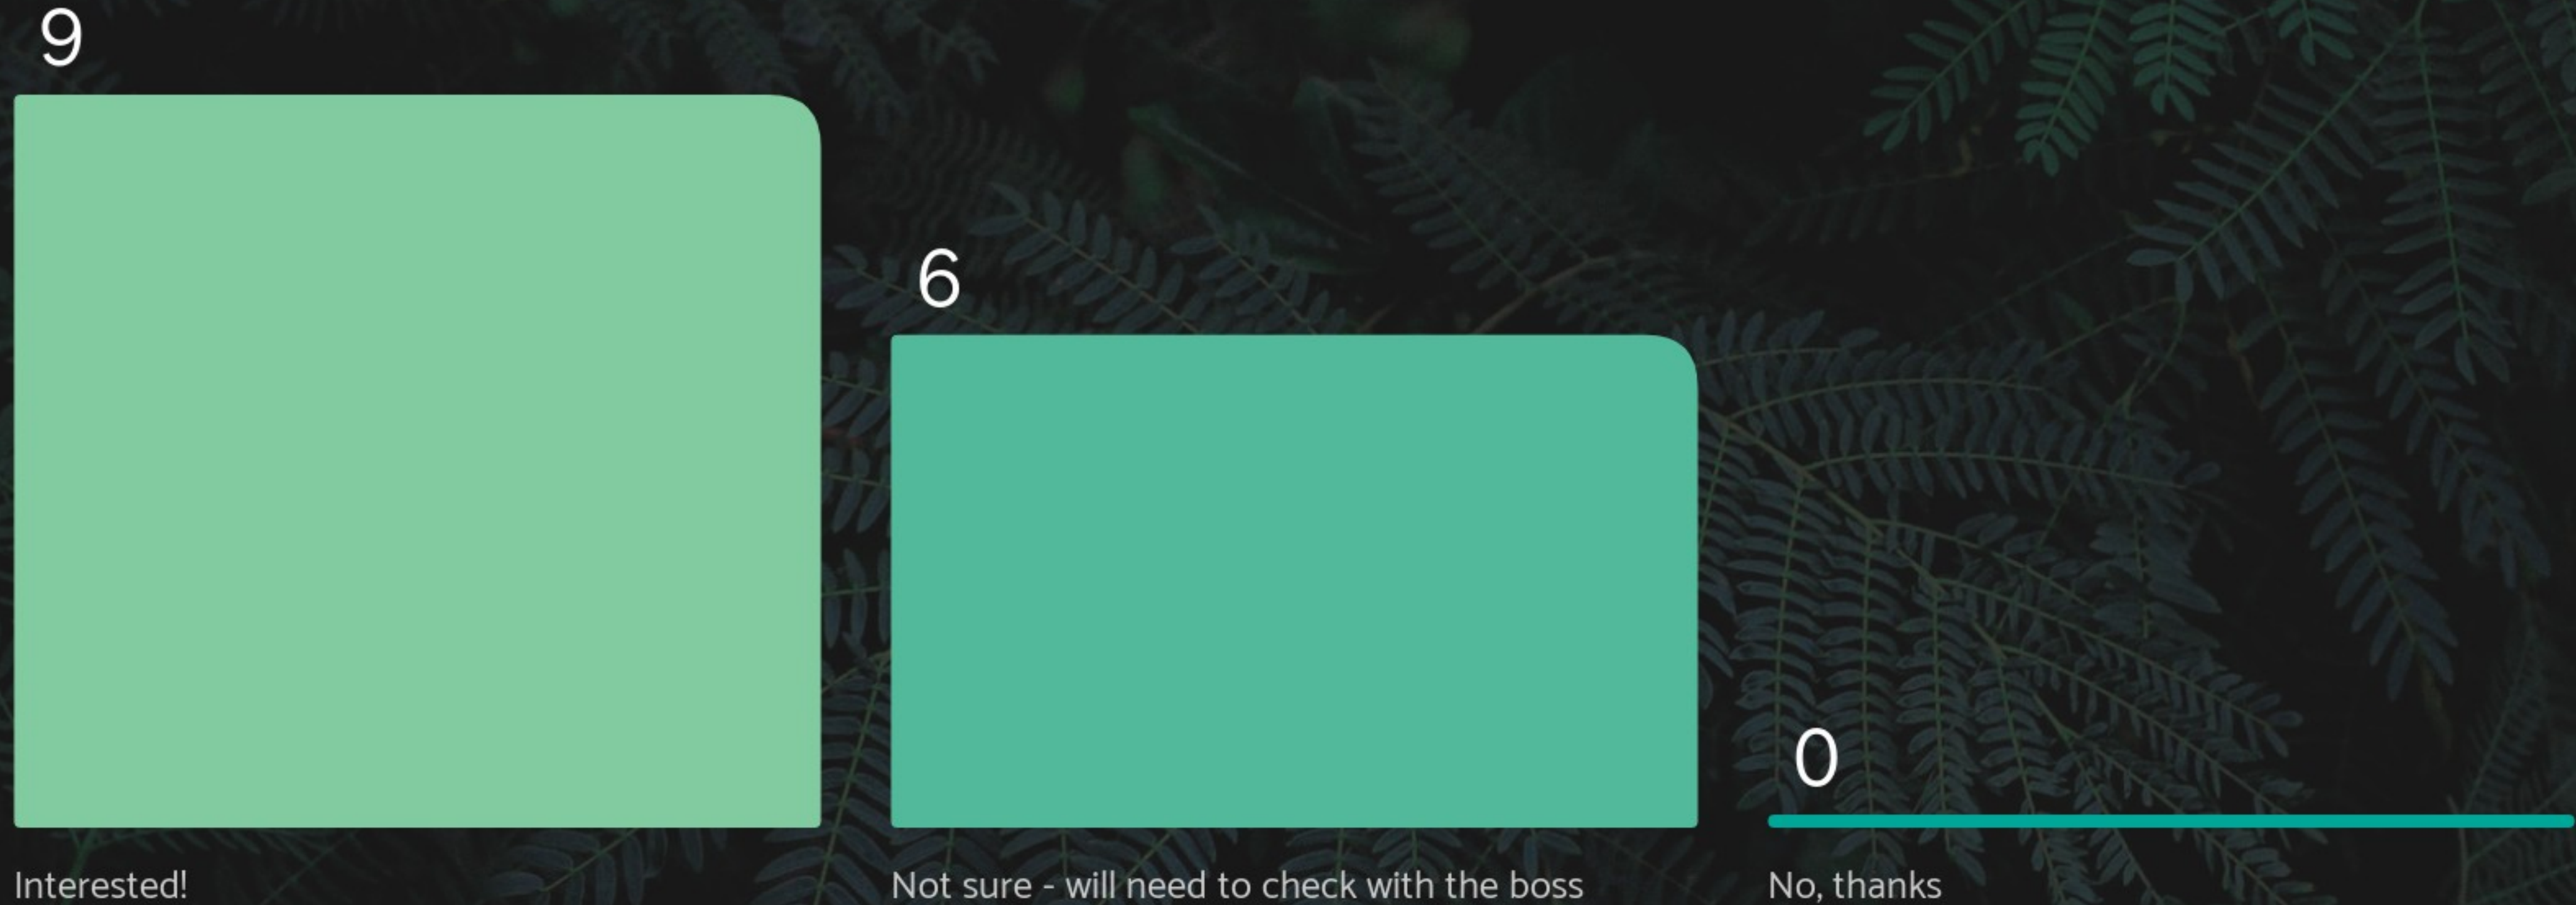 9
6
0
Interested!
Not sure - will need to check with the boss
No, thanks